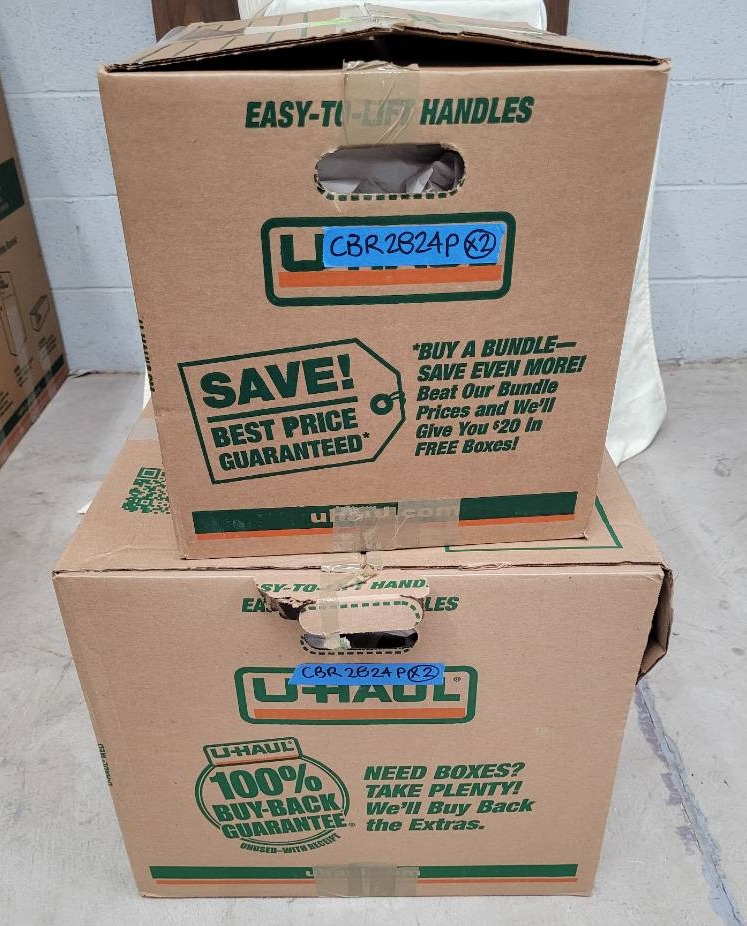 EASY-TO-LIFT HANDLES
CBR2B24P x2
SAVE!
BEST PRICE
GUARANTEED*
*BUY A BUNDLE—
SAVE EVEN MORE!
Beat Our Bundle
Prices and We'll
Give You $20 in
FREE Boxes!
uhaul.com
CBR2B24P x2
U-HAUL®
U-HAUL®
100%
BUY-BACK
GUARANTEE®
UNUSED–WITH RECEIPT
NEED BOXES?
TAKE PLENTY!
We'll Buy Back
the Extras.